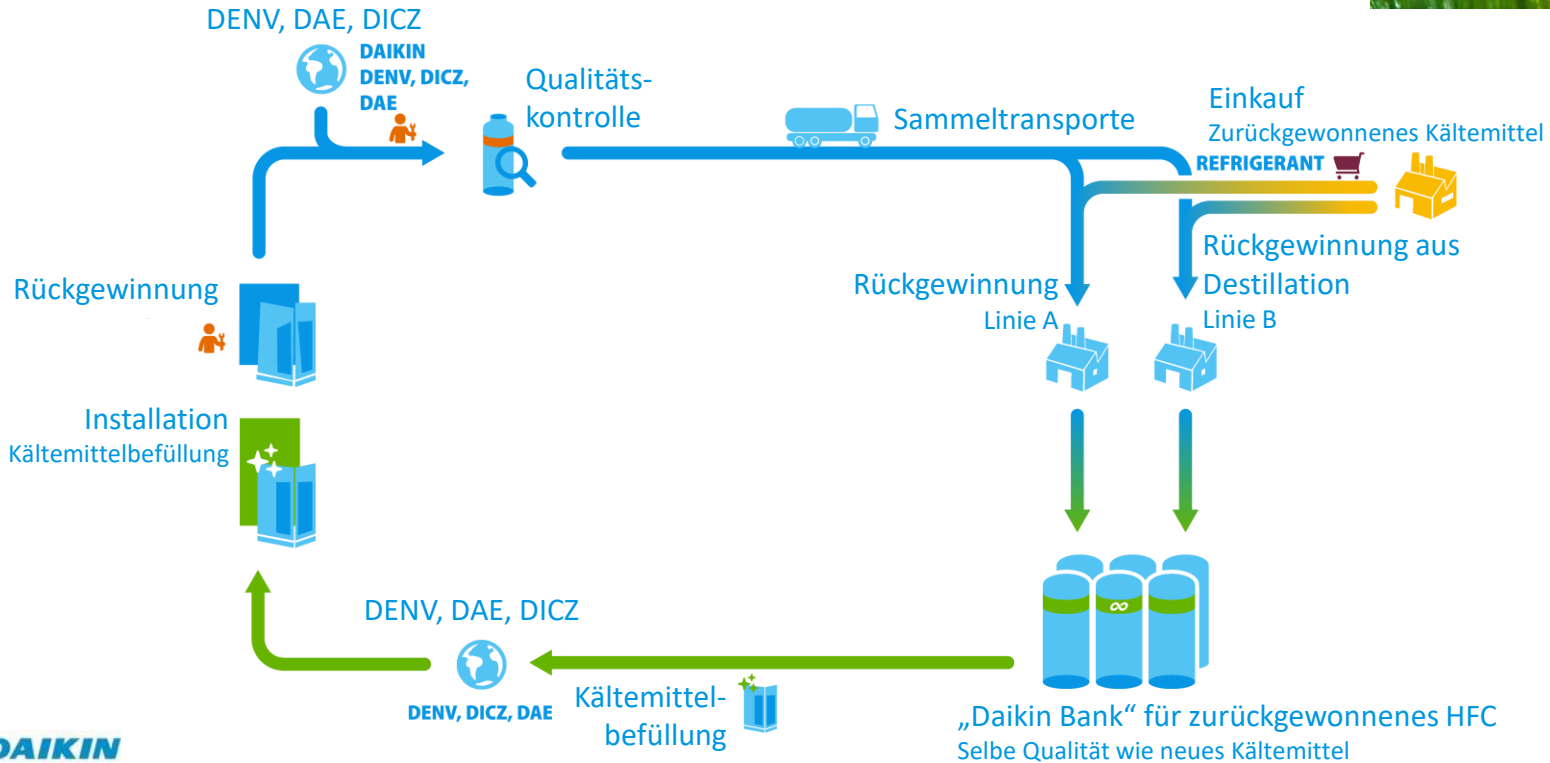 DENV, DAE, DICZ
DAIKIN
DENV, DICZ,
DAE
Qualitäts-
kontrolle
Sammeltransporte
Einkauf
Zurückgewonnenes Kältemittel
REFRIGERANT
Rückgewinnung aus
Destillation
Linie B
Rückgewinnung
Linie A
Rückgewinnung
Installation
Kältemittelbefüllung
DENV, DAE, DICZ
DENV, DICZ, DAE
Kältemittel-
befüllung
∞
„Daikin Bank“ für zurückgewonnenes HFC
Selbe Qualität wie neues Kältemittel
DAIKIN